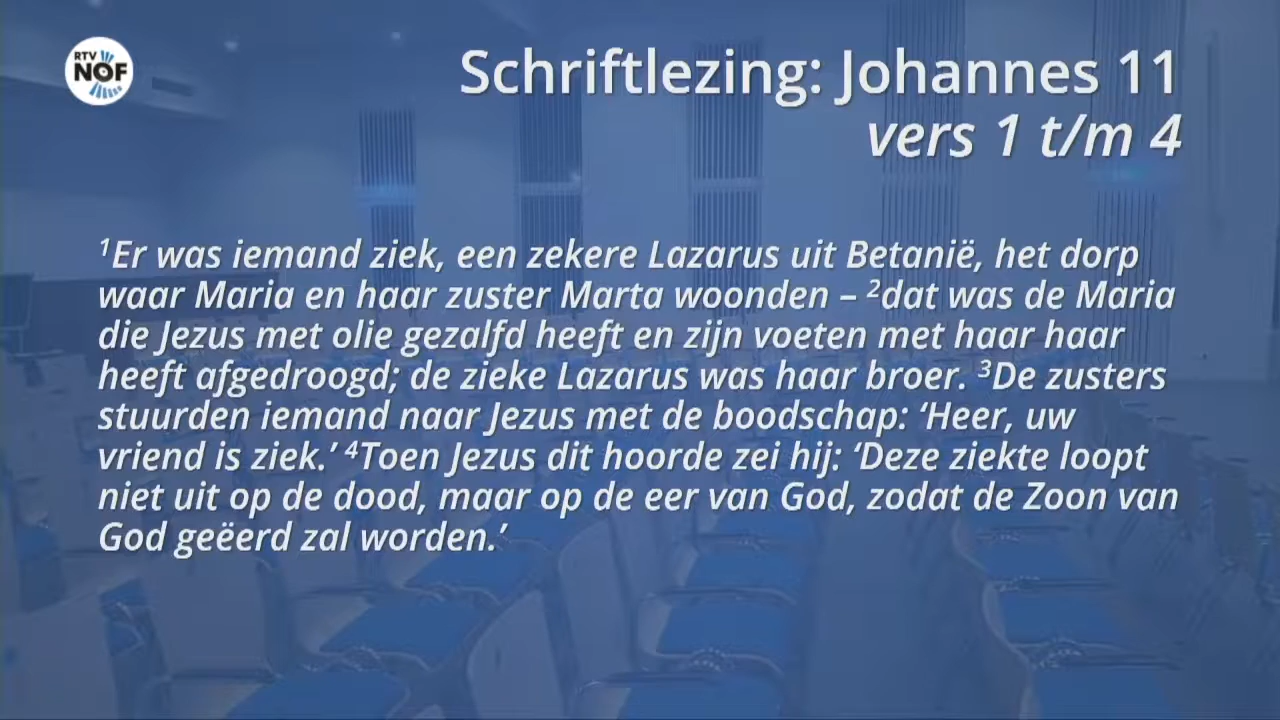 RTV
NOF
Schriftlezing: Johannes 11
vers 1 t/m 4
¹Er was iemand ziek, een zekere Lazarus uit Betanië, het dorp
waar Maria en haar zuster Marta woonden – ²dat was de Maria
die Jezus met olie gezalfd heeft en zijn voeten met haar haar
heeft afgedroogd; de zieke Lazarus was haar broer. ³De zusters
stuurden iemand naar Jezus met de boodschap: ‘Heer, uw
vriend is ziek.’ ⁴Toen Jezus dit hoorde zei hij: ‘Deze ziekte loopt
niet uit op de dood, maar op de eer van God, zodat de Zoon van
God geëerd zal worden.’